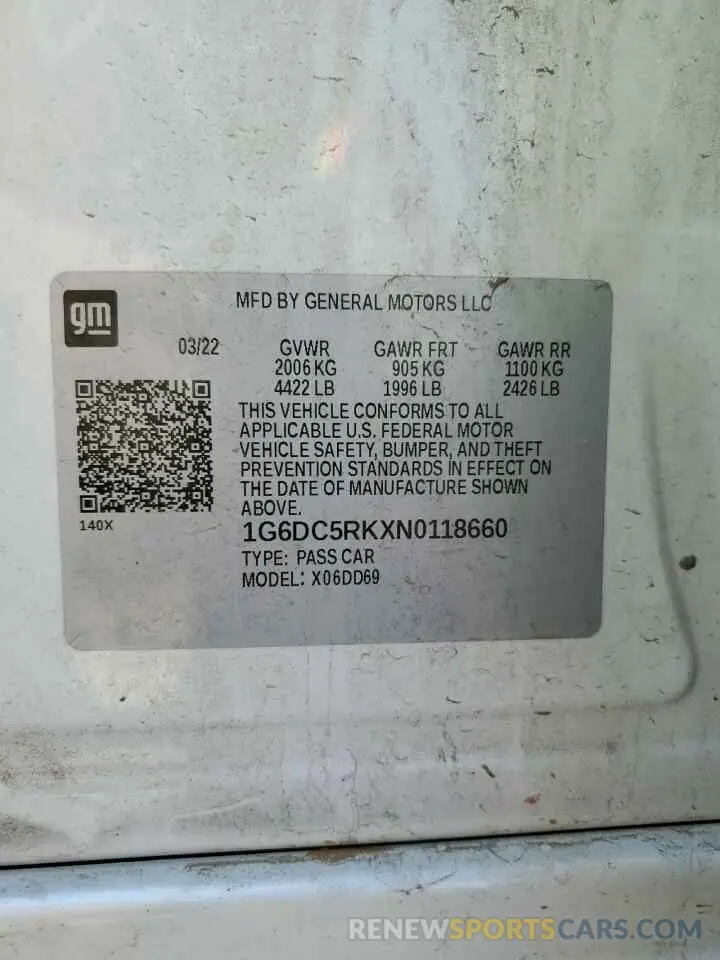 gm
MFD BY GENERAL MOTORS LLC
03/22 GVWR GAWR FRT GAWR RR
2006 KG 905 KG 1100 KG
4422 LB 1996 LB 2426 LB
THIS VEHICLE CONFORMS TO ALL
APPLICABLE U.S. FEDERAL MOTOR
VEHICLE SAFETY, BUMPER, AND THEFT
PREVENTION STANDARDS IN EFFECT ON
THE DATE OF MANUFACTURE SHOWN
ABOVE.
140X
1G6DC5RKXN0118660
TYPE: PASS CAR
MODEL: X06DD69
RENEWSPORTSCARS.COM